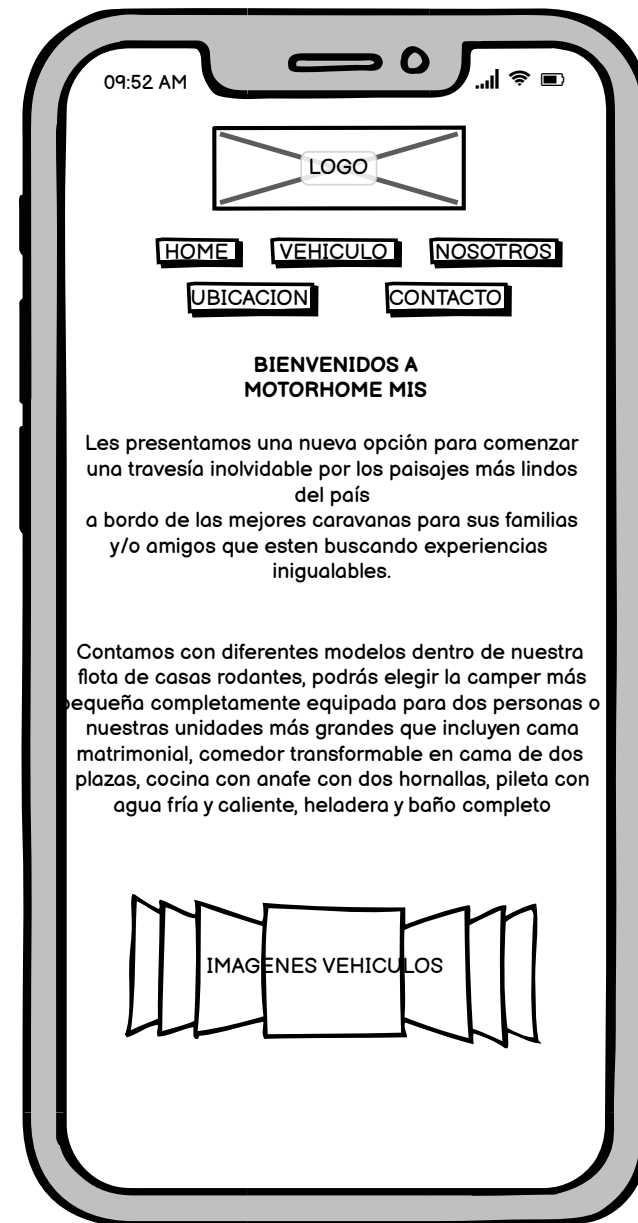 09:52 AM
LOGO
HOME VEHICULO NOSOTROS
UBICACION CONTACTO
BIENVENIDOS A
MOTORHOME MIS
Les presentamos una nueva opción para comenzar
una travesía inolvidable por los paisajes más lindos
del país
a bordo de las mejores caravanas para sus familias
y/o amigos que esten buscando experiencias
inigualables.
Contamos con diferentes modelos dentro de nuestra
flota de casas rodantes, podrás elegir la camper más
pequeña completamente equipada para dos personas o
nuestras unidades más grandes que incluyen cama
matrimonial, comedor transformable en cama de dos
plazas, cocina con anafe con dos hornallas, pileta con
agua fría y caliente, heladera y baño completo
IMAGENES VEHICULOS